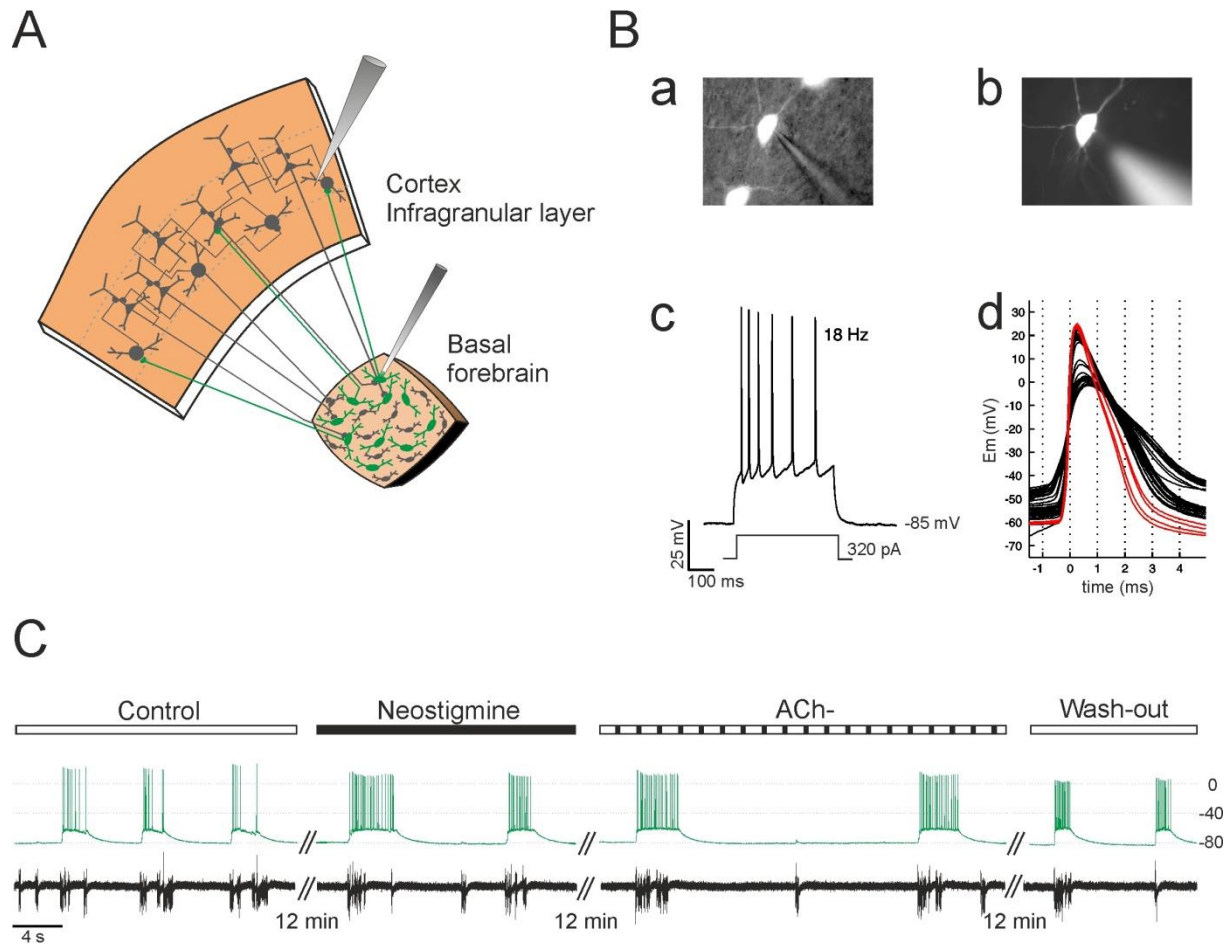 A
Cortex
Infragranular layer
Basal
forebrain
B
a
b
c
18 Hz
-85 mV
25 mV
320 pA
100 ms
d
30
20
10
0
-10
-20
-30
-40
-50
-60
-70
Em (mV)
-1 0 1 2 3 4
time (ms)
C
Control
Neostigmine
ACh-
Wash-out
0
-40
-80
12 min
12 min
12 min
4 s